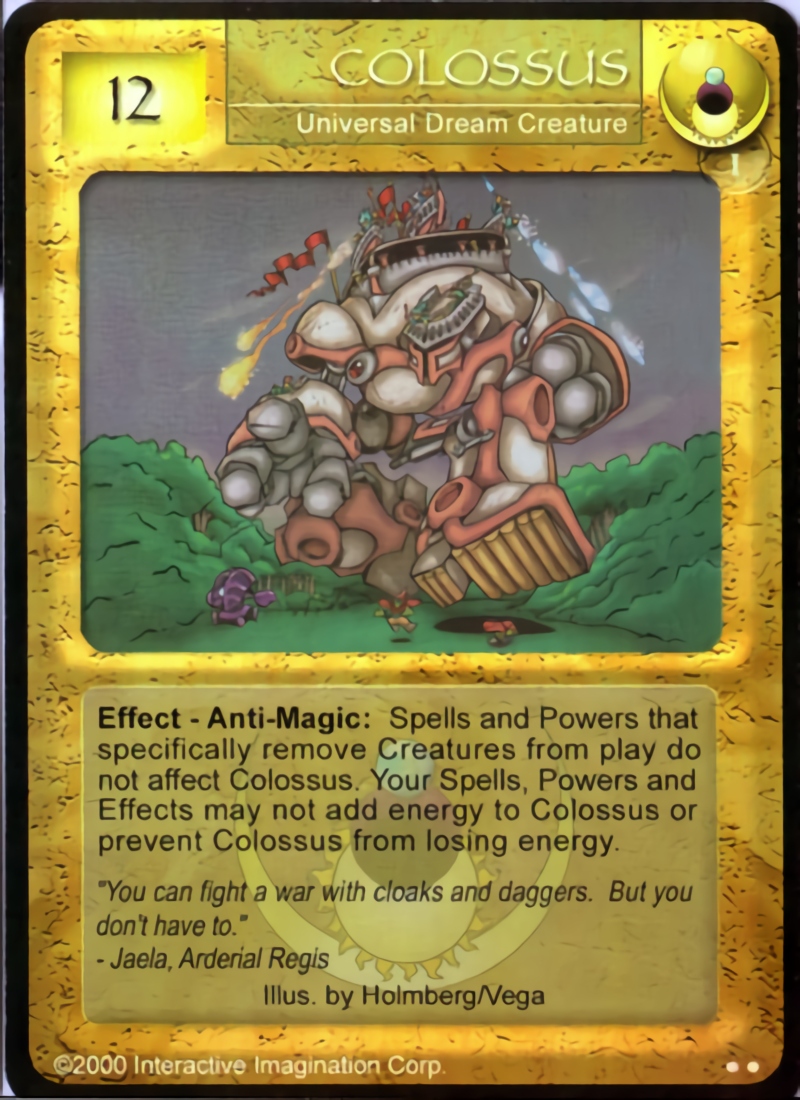 12
COLOSSUS
Universal Dream Creature
1
Effect - Anti-Magic: Spells and Powers that
specifically remove Creatures from play do
not affect Colossus. Your Spells, Powers and
Effects may not add energy to Colossus or
prevent Colossus from losing energy.
"You can fight a war with cloaks and daggers. But you
don't have to."
- Jaela, Arderial Regis
Illus. by Holmberg/Vega
©2000 Interactive Imagination Corp.